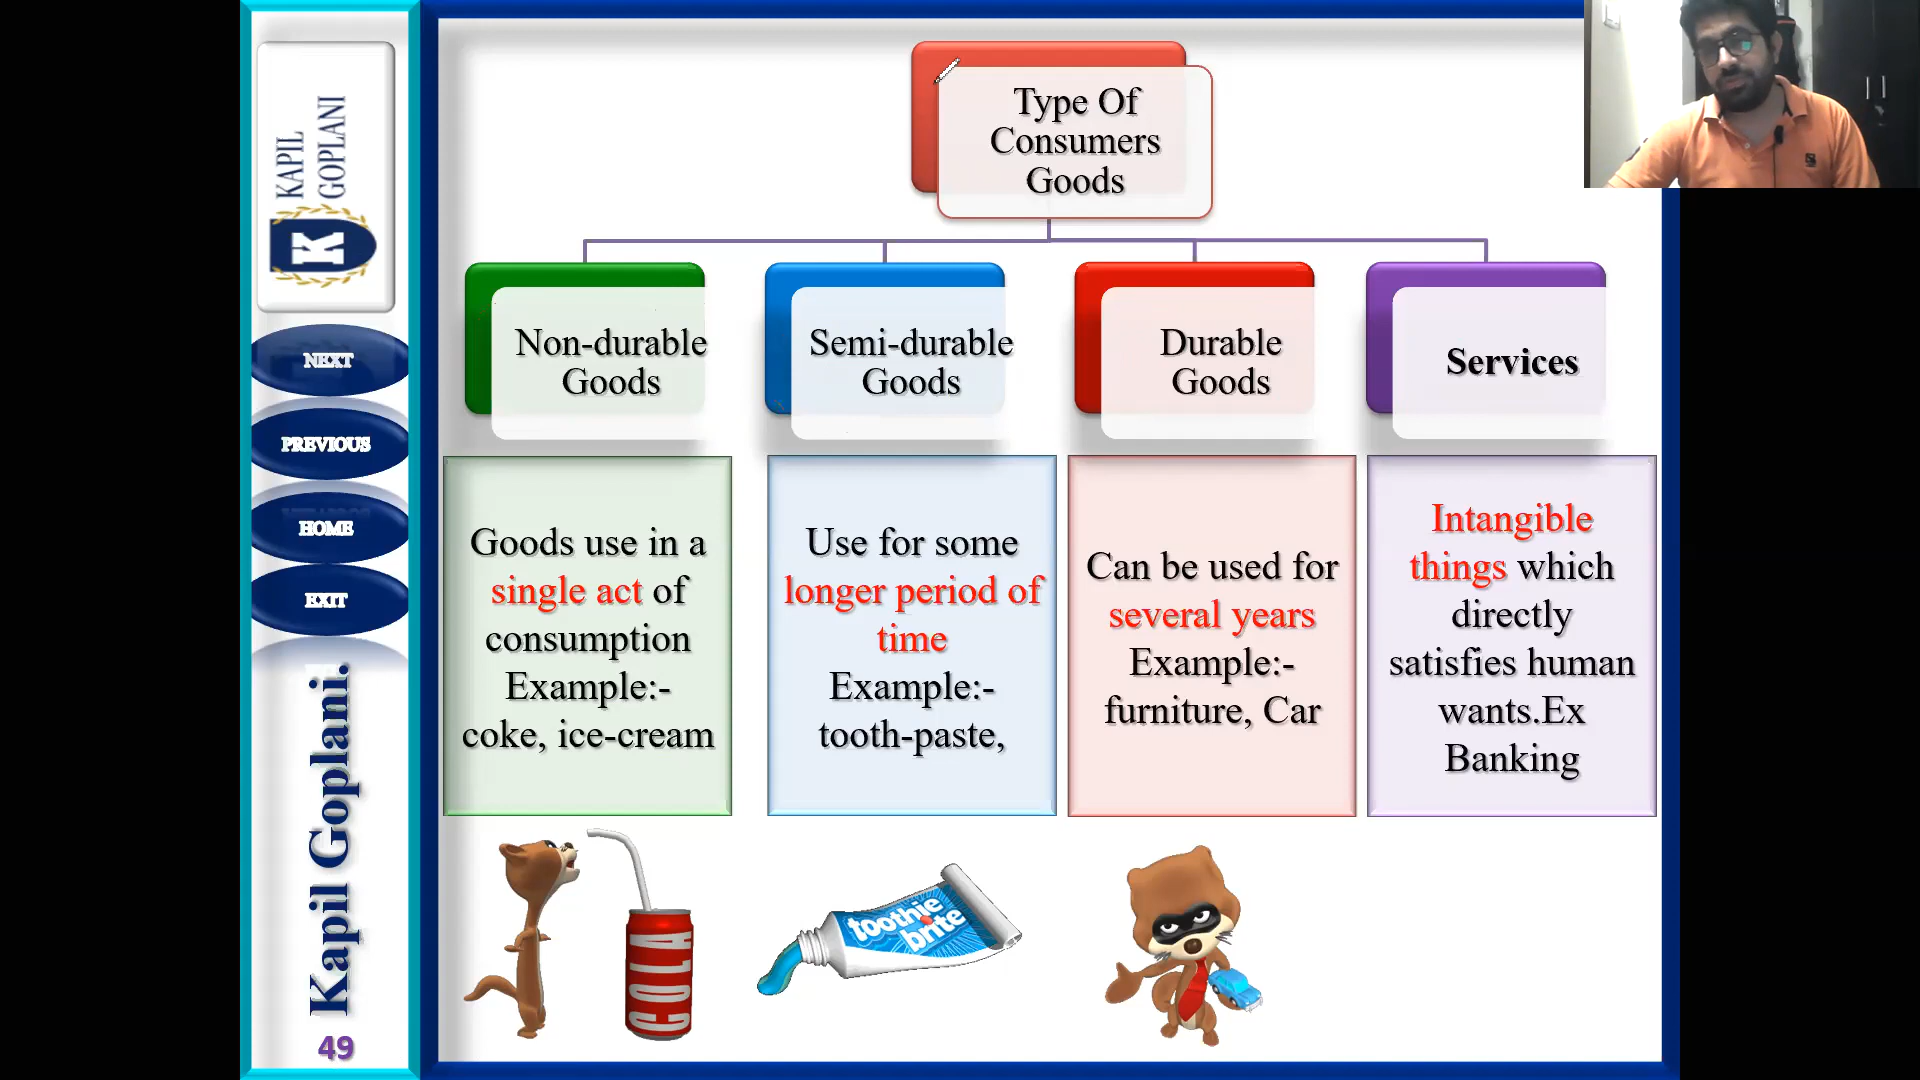 KAPIL
GOPLANI
K
NEXT
PREVIOUS
HOME
EXIT
Kapil Goplani.
49
Type Of
Consumers
Goods
Non-durable
Goods
Semi-durable
Goods
Durable
Goods
Services
Goods use in a
single act of
consumption
Example:-
coke, ice-cream
Use for some
longer period of
time
Example:-
tooth-paste,
Can be used for
several years
Example:-
furniture, Car
Intangible
things which
directly
satisfies human
wants.Ex
Banking
COLA
toothie
brite